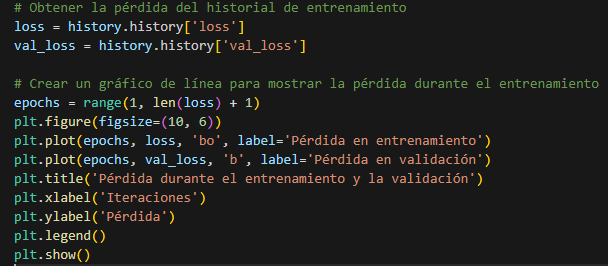 # Obtener la pérdida del historial de entrenamiento
loss = history.history['loss']
val_loss = history.history['val_loss']

# Crear un gráfico de línea para mostrar la pérdida durante el entrenamiento
epochs = range(1, len(loss) + 1)
plt.figure(figsize=(10, 6))
plt.plot(epochs, loss, 'bo', label='Pérdida en entrenamiento')
plt.plot(epochs, val_loss, 'b', label='Pérdida en validación')
plt.title('Pérdida durante el entrenamiento y la validación')
plt.xlabel('Iteraciones')
plt.ylabel('Pérdida')
plt.legend()
plt.show()